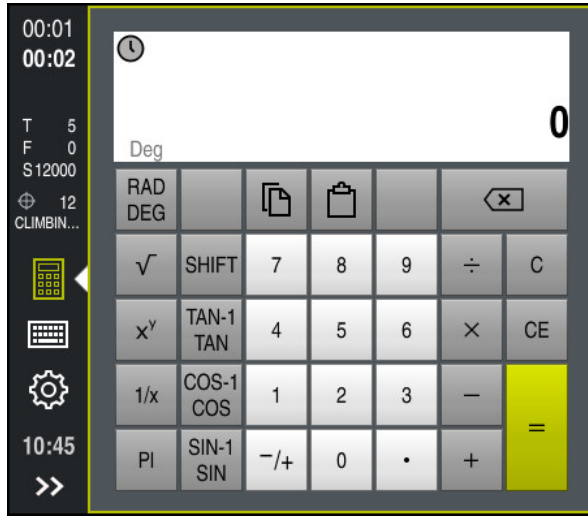 00:01
00:02
T 5
F 0
S12000
12
CLIMBIN...
10:45
>>
0
Deg
RAD
DEG
√ SHIFT 7 8 9 ÷ C
xʸ TAN-1
TAN 4 5 6 × CE
1/x COS-1
COS 1 2 3 − =
PI SIN-1
SIN −/+ 0 • +